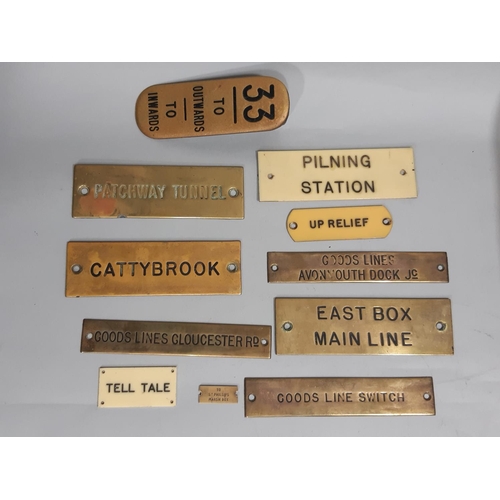 33
TO
OUTWARDS
TO
INWARDS
PATCHWAY TUNNEL
PILNING
STATION
UP RELIEF
CATTYBROOK
GOODS LINES
AVONMOUTH DOCK Jc
EAST BOX
MAIN LINE
GOODS LINES GLOUCESTER RD
TELL TALE
GOODS LINE SWITCH